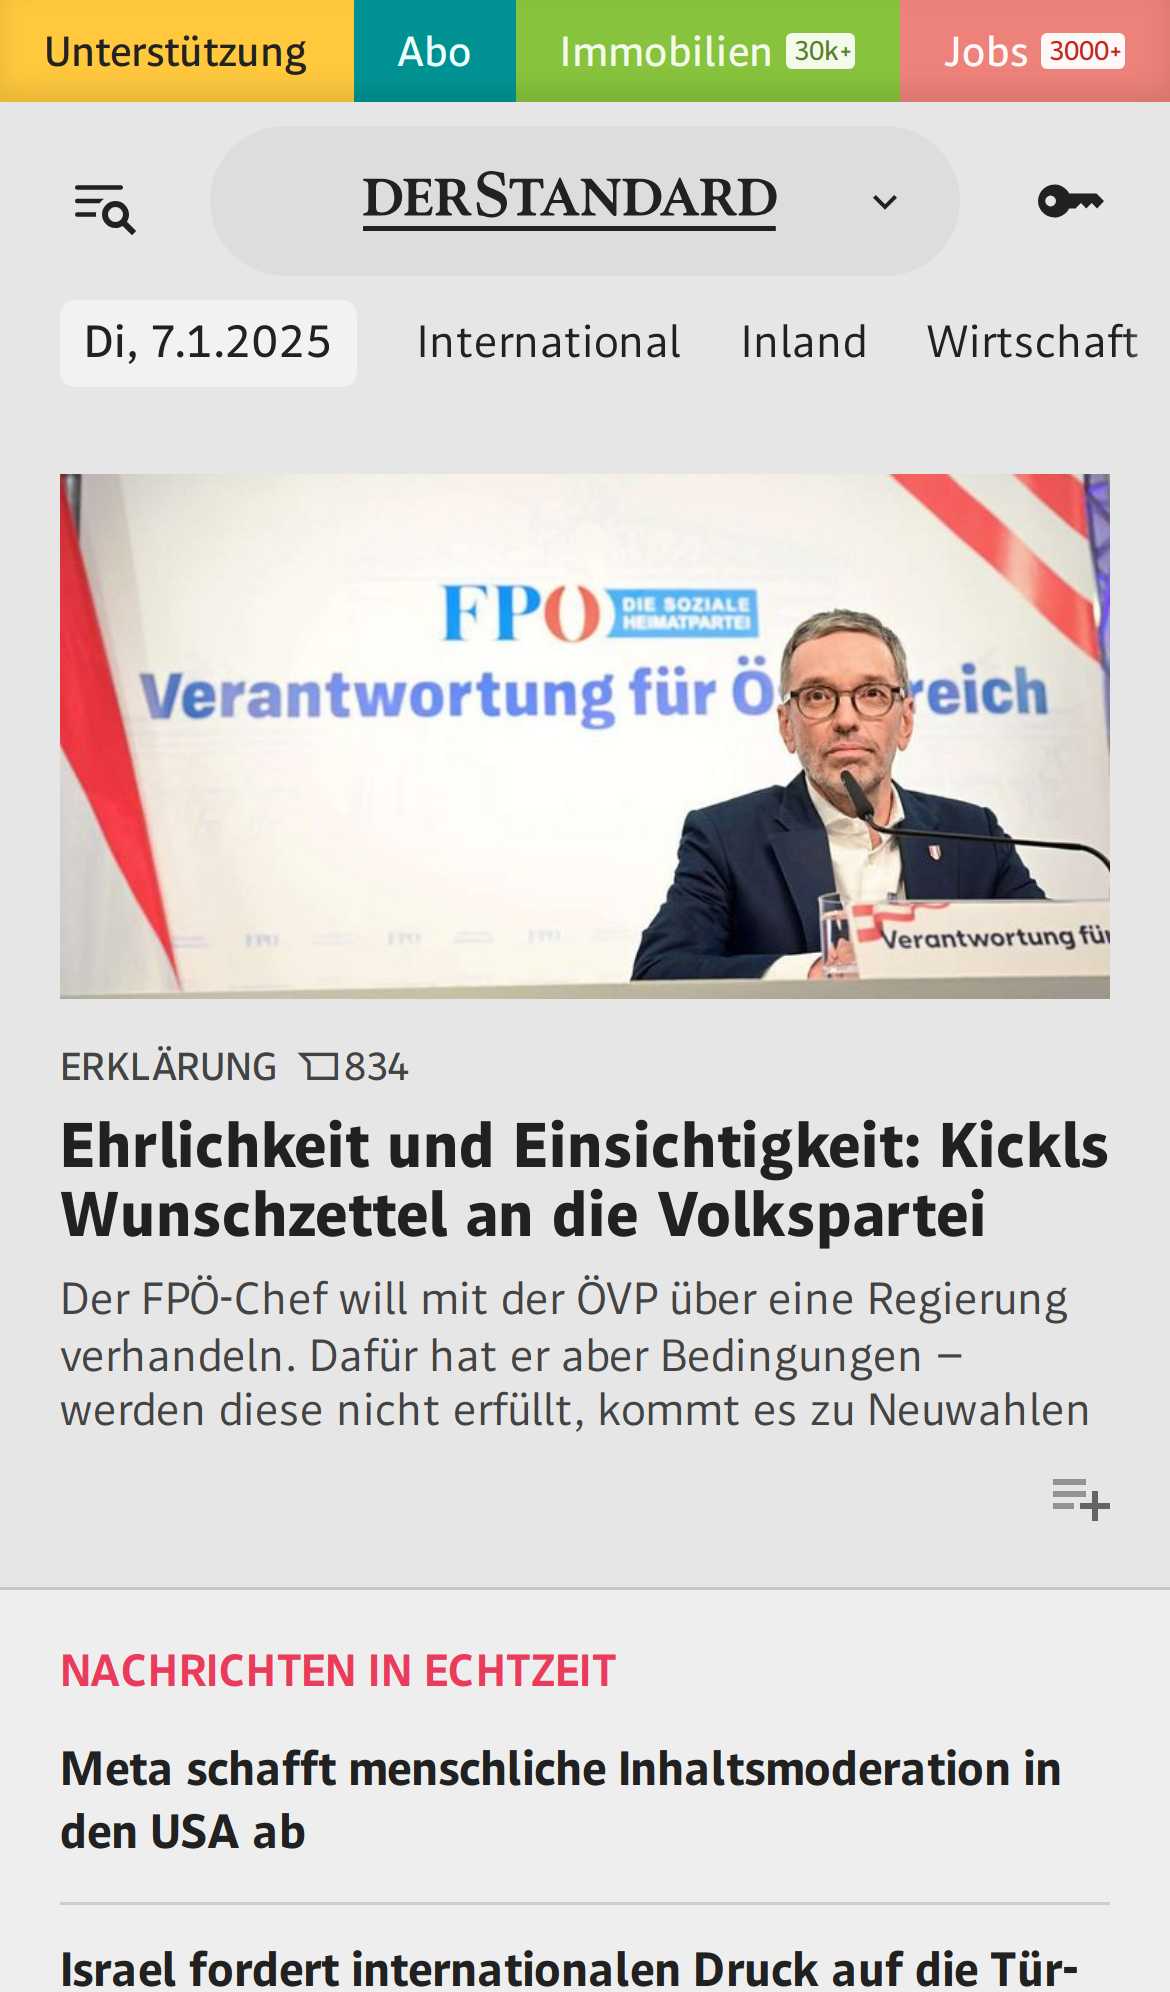 Unterstützung Abo Immobilien 30k+ Jobs 3000+
DERSTANDARD
Di, 7.1.2025 International Inland Wirtschaft
FPÖ DIE SOZIALE
HEIMATPARTEI
Verantwortung für Ö reich
Verantwortung für
ERKLÄRUNG 834
Ehrlichkeit und Einsichtigkeit: Kickls
Wunschzettel an die Volkspartei
Der FPÖ-Chef will mit der ÖVP über eine Regierung
verhandeln. Dafür hat er aber Bedingungen –
werden diese nicht erfüllt, kommt es zu Neuwahlen
NACHRICHTEN IN ECHTZEIT
Meta schafft menschliche Inhaltsmoderation in
den USA ab
Israel fordert internationalen Druck auf die Tür-